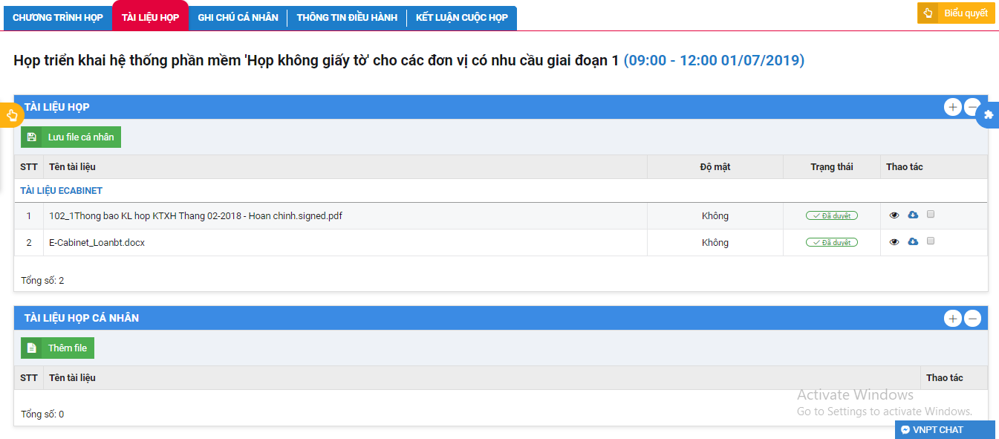 CHƯƠNG TRÌNH HỌP TÀI LIỆU HỌP GHI CHÚ CÁ NHÂN THÔNG TIN ĐIỀU HÀNH KẾT LUẬN CUỘC HỌP Biểu quyết
Họp triển khai hệ thống phần mềm 'Họp không giấy tờ' cho các đơn vị có nhu cầu giai đoạn 1 (09:00 - 12:00 01/07/2019)
TÀI LIỆU HỌP
Lưu file cá nhân
STT Tên tài liệu Độ mật Trạng thái Thao tác
TÀI LIỆU ECABINET
1 102_1Thong bao KL hop KTXH Thang 02-2018 - Hoan chinh.signed.pdf Không Đã duyệt
2 E-Cabinet_Loanbt.docx Không Đã duyệt
Tổng số: 2
TÀI LIỆU HỌP CÁ NHÂN
Thêm file
STT Tên tài liệu Thao tác
Tổng số: 0
Activate Windows
Go to Settings to activate Windows.
VNPT CHAT